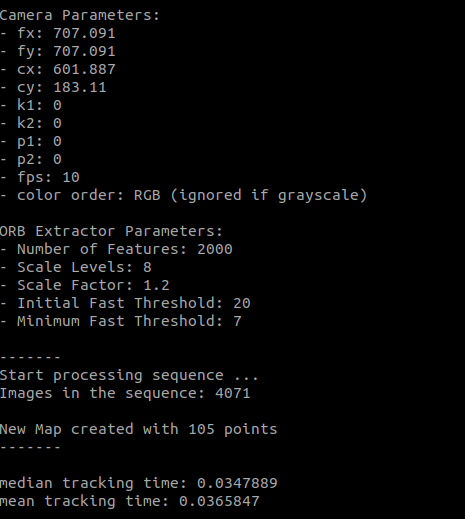 Camera Parameters:
- fx: 707.091
- fy: 707.091
- cx: 601.887
- cy: 183.11
- k1: 0
- k2: 0
- p1: 0
- p2: 0
- fps: 10
- color order: RGB (ignored if grayscale)

ORB Extractor Parameters:
- Number of Features: 2000
- Scale Levels: 8
- Scale Factor: 1.2
- Initial Fast Threshold: 20
- Minimum Fast Threshold: 7

-------
Start processing sequence ...
Images in the sequence: 4071

New Map created with 105 points
-------

median tracking time: 0.0347889
mean tracking time: 0.0365847